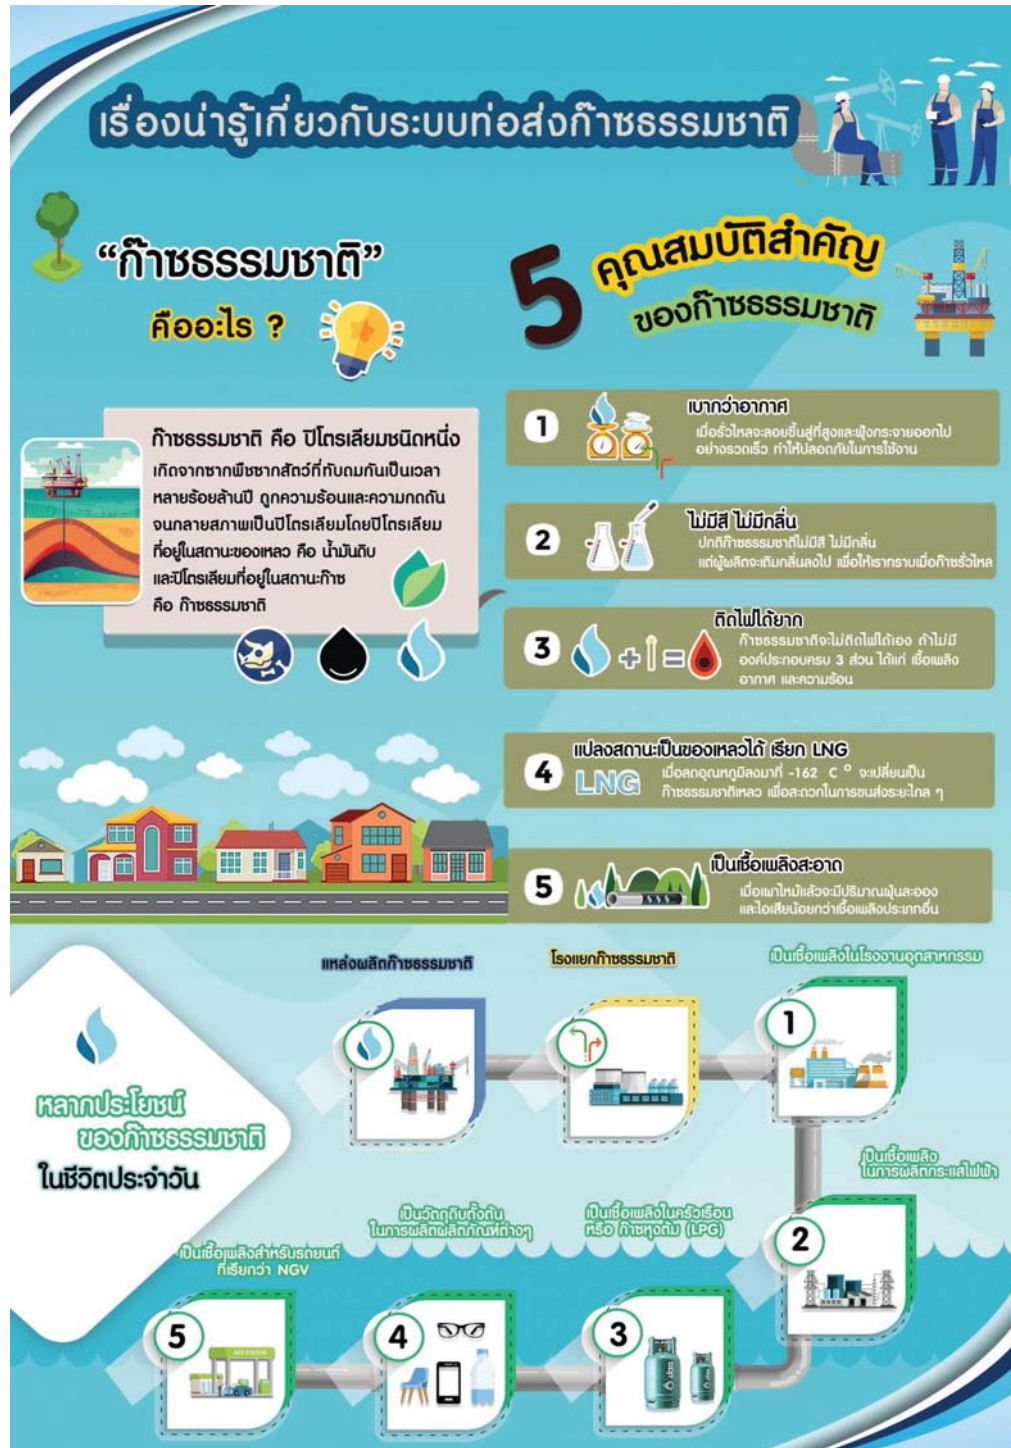 เรื่องน่ารู้เกี่ยวกับระบบท่อส่งก๊าซธรรมชาติ
“ก๊าซธรรมชาติ”
คืออะไร ?
ก๊าซธรรมชาติ คือ ปิโตรเลียมชนิดหนึ่ง
เกิดจากซากพืชซากสัตว์ที่ทับถมกันเป็นเวลา
หลายร้อยล้านปี ถูกความร้อนและความกดดัน
จนกลายสภาพเป็นปิโตรเลียมโดยปิโตรเลียม
ที่อยู่ในสถานะของเหลว คือ น้ำมันดิบ
และปิโตรเลียมที่อยู่ในสถานะก๊าซ
คือ ก๊าซธรรมชาติ
5 คุณสมบัติสำคัญ
ของก๊าซธรรมชาติ
1
เบากว่าอากาศ
เมื่อรั่วไหลจะลอยขึ้นสู่ที่สูงและฟุ้งกระจายออกไป
อย่างรวดเร็ว ทำให้ปลอดภัยในการใช้งาน
2
ไม่มีสี ไม่มีกลิ่น
ปกติก๊าซธรรมชาติไม่มีสี ไม่มีกลิ่น
แต่ผู้ผลิตจะเติมกลิ่นลงไป เพื่อให้เราทราบเมื่อก๊าซรั่วไหล
3
ติดไฟได้ยาก
ก๊าซธรรมชาติจะไม่ติดไฟได้เอง ถ้าไม่มี
องค์ประกอบครบ 3 ส่วน ได้แก่ เชื้อเพลิง
อากาศ และความร้อน
4
แปลงสถานะเป็นของเหลวได้ เรียก LNG
LNG
เมื่อลดอุณหภูมิลงมาที่ -162 C ° จะเปลี่ยนเป็น
ก๊าซธรรมชาติเหลว เพื่อสะดวกในการขนส่งระยะไกล ๆ
5
เป็นเชื้อเพลิงสะอาด
เมื่อเผาไหม้แล้วจะมีปริมาณฝุ่นละออง
และไอเสียน้อยกว่าเชื้อเพลิงประเภทอื่น
หลากประโยชน์
ของก๊าซธรรมชาติ
ในชีวิตประจำวัน
แหล่งผลิตก๊าซธรรมชาติ
โรงแยกก๊าซธรรมชาติ
เป็นเชื้อเพลิงในโรงงานอุตสาหกรรม
1
เป็นเชื้อเพลิง
ในการผลิตกระแสไฟฟ้า
2
เป็นเชื้อเพลิงในครัวเรือน
หรือ ก๊าซหุงต้ม (LPG)
3
เป็นวัตถุดิบตั้งต้น
ในการผลิตผลิตภัณฑ์ต่างๆ
4
เป็นเชื้อเพลิงสำหรับรถยนต์
ที่เรียกว่า NGV
5
GAS STATION